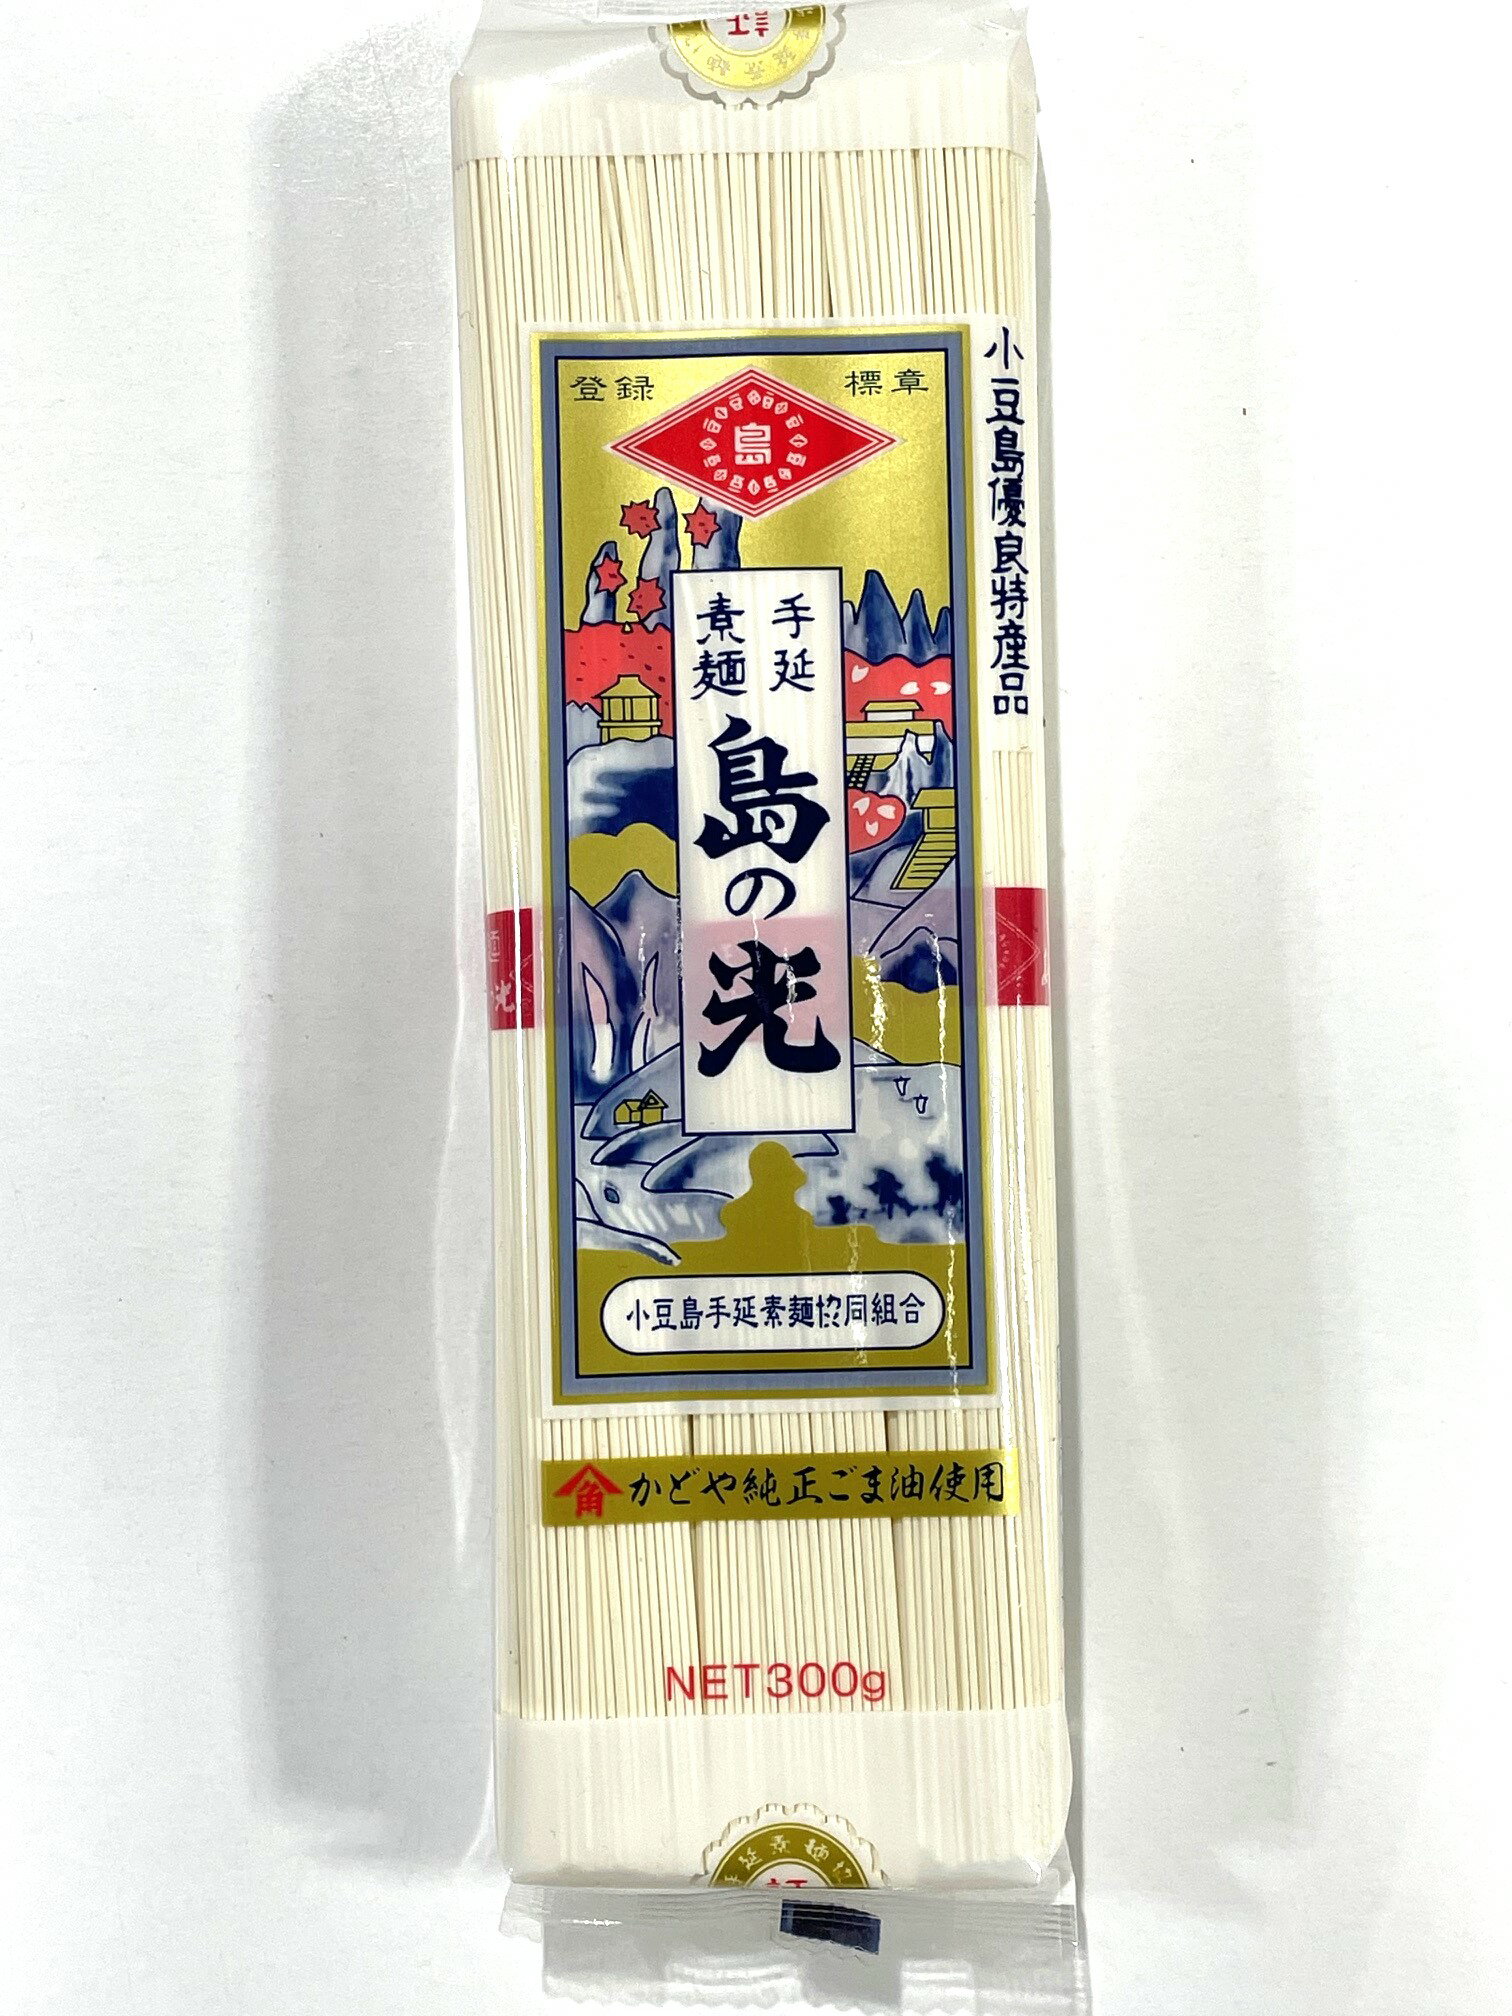 登録 標章
島
小豆島優良特産品
手延
素麺
島の光
小豆島手延素麺協同組合
角 かどや純正ごま油使用
NET300g